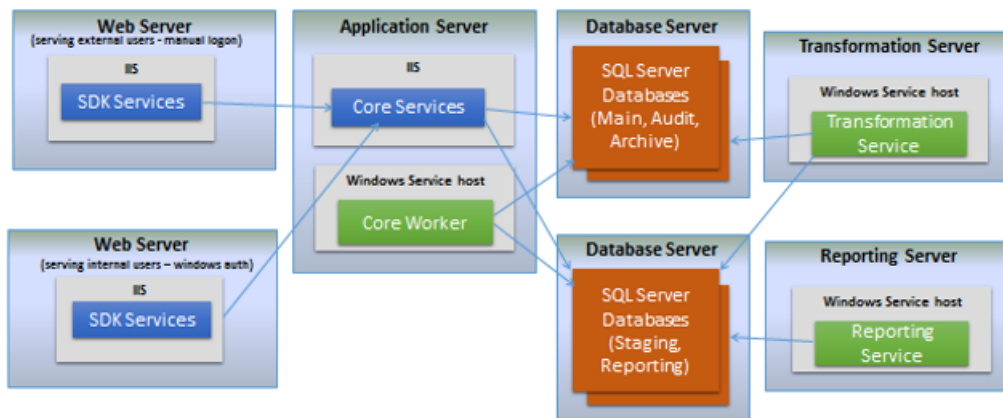 Web Server
(serving external users - manual logon)
IIS
SDK Services
Web Server
(serving internal users – windows auth)
IIS
SDK Services
Application Server
IIS
Core Services
Windows Service host
Core Worker
Database Server
SQL Server
Databases
(Main, Audit,
Archive)
Database Server
SQL Server
Databases
(Staging,
Reporting)
Transformation Server
Windows Service host
Transformation
Service
Reporting Server
Windows Service host
Reporting
Service